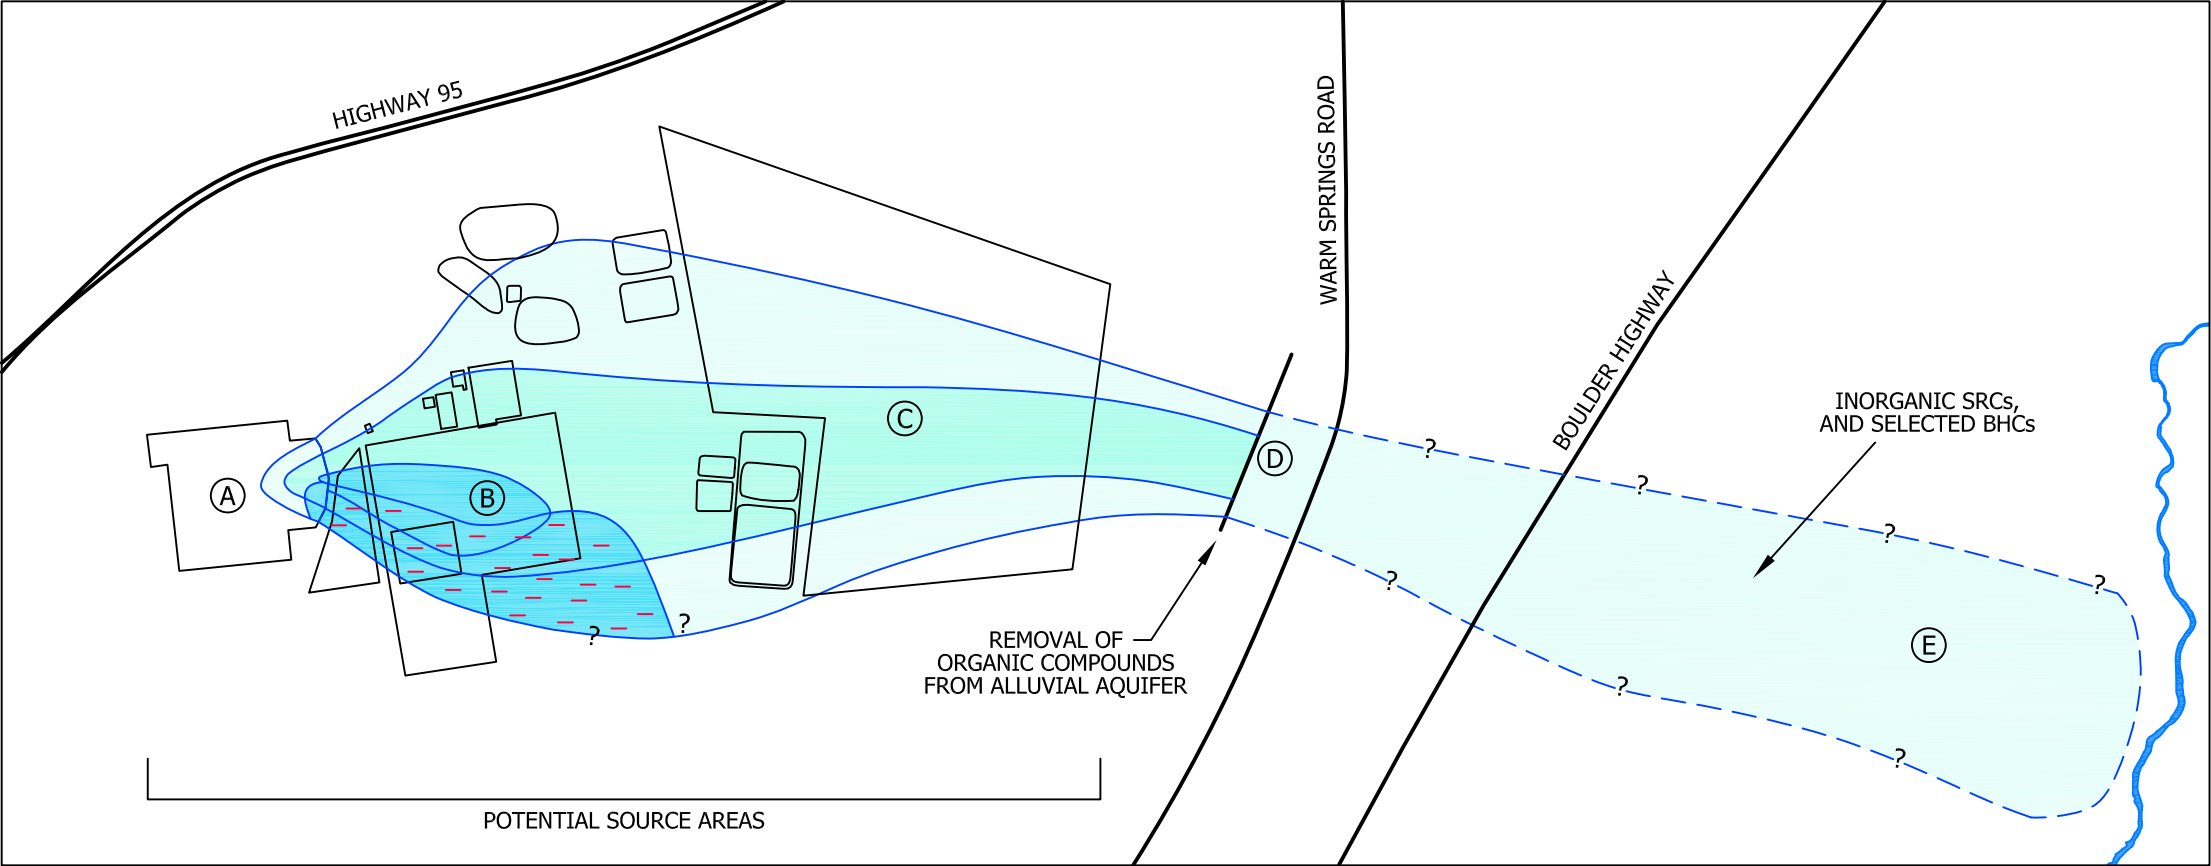 HIGHWAY 95
WARM SPRINGS ROAD
BOULDER HIGHWAY
INORGANIC SRCs,
AND SELECTED BHCs
C
?
D
?
A
B
?
?
?
?
?
?
REMOVAL OF
ORGANIC COMPOUNDS
FROM ALLUVIAL AQUIFER
E
?
?
POTENTIAL SOURCE AREAS